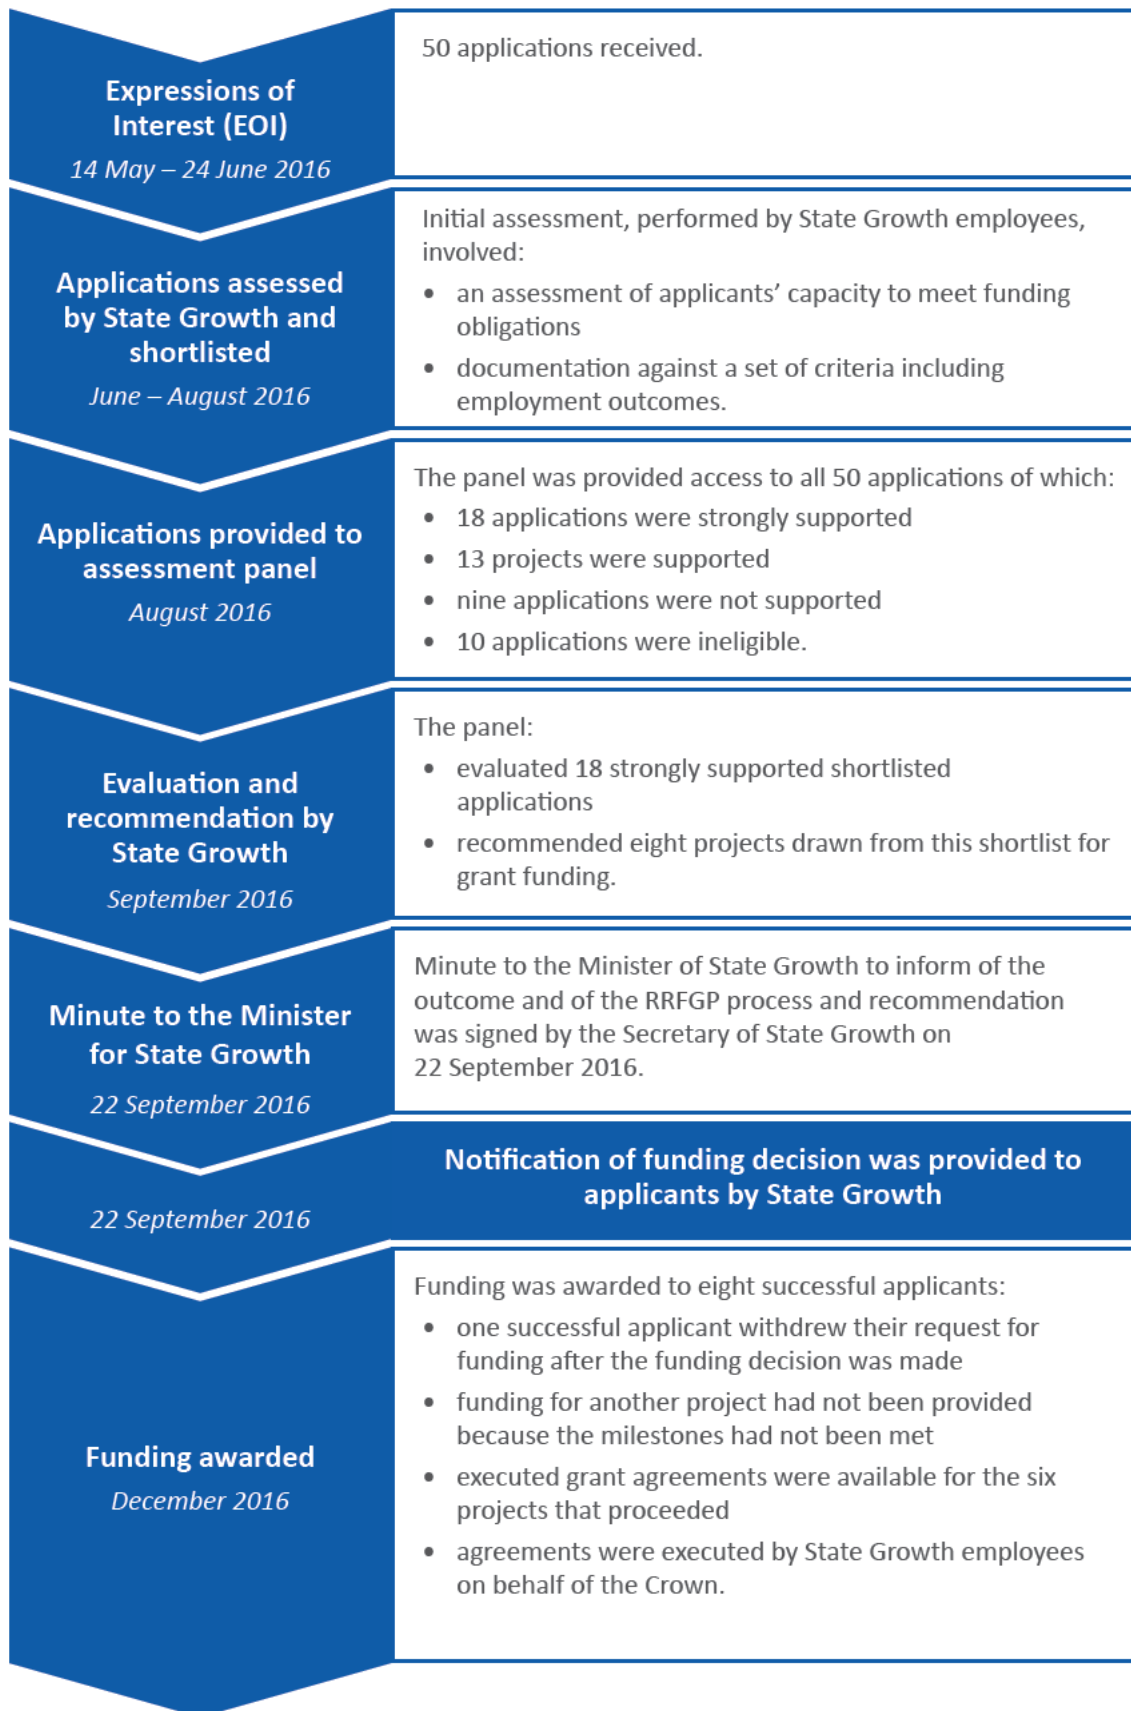 Expressions of
Interest (EOI)
14 May – 24 June 2016
50 applications received.
Applications assessed
by State Growth and
shortlisted
June – August 2016
Initial assessment, performed by State Growth employees,
involved:
• an assessment of applicants’ capacity to meet funding
obligations
• documentation against a set of criteria including
employment outcomes.
Applications provided to
assessment panel
August 2016
The panel was provided access to all 50 applications of which:
• 18 applications were strongly supported
• 13 projects were supported
• nine applications were not supported
• 10 applications were ineligible.
Evaluation and
recommendation by
State Growth
September 2016
The panel:
• evaluated 18 strongly supported shortlisted
applications
• recommended eight projects drawn from this shortlist for
grant funding.
Minute to the Minister
for State Growth
22 September 2016
Minute to the Minister of State Growth to inform of the
outcome and of the RRFGP process and recommendation
was signed by the Secretary of State Growth on
22 September 2016.
22 September 2016
Notification of funding decision was provided to
applicants by State Growth
Funding awarded
December 2016
Funding was awarded to eight successful applicants:
• one successful applicant withdrew their request for
funding after the funding decision was made
• funding for another project had not been provided
because the milestones had not been met
• executed grant agreements were available for the six
projects that proceeded
• agreements were executed by State Growth employees
on behalf of the Crown.